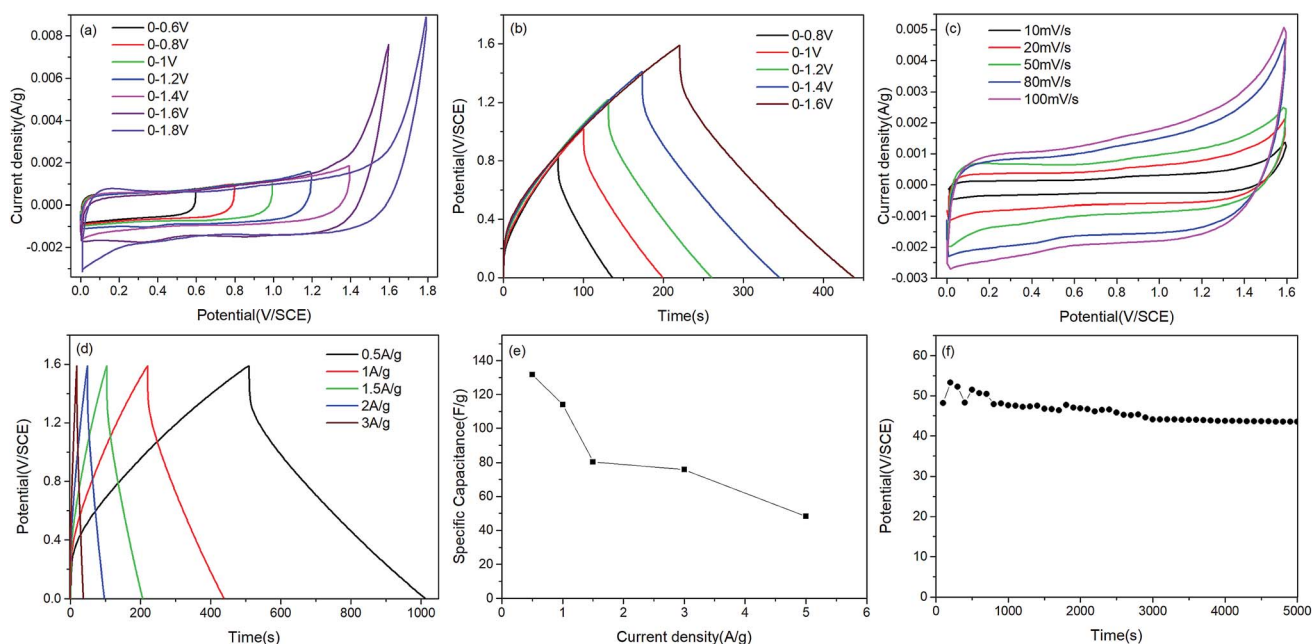 (a)
0-0.6V
0-0.8V
0-1V
0-1.2V
0-1.4V
0-1.6V
0-1.8V
0.008
0.006
0.004
0.002
0.000
-0.002
Current density(A/g)
0.0 0.2 0.4 0.6 0.8 1.0 1.2 1.4 1.6 1.8
Potential(V/SCE)
(b)
0-0.8V
0-1V
0-1.2V
0-1.4V
0-1.6V
1.6
1.2
0.8
0.4
0.0
Potential(V/SCE)
0 100 200 300 400
Time(s)
(c)
10mV/s
20mV/s
50mV/s
80mV/s
100mV/s
0.005
0.004
0.003
0.002
0.001
0.000
-0.001
-0.002
-0.003
Current density(A/g)
0.0 0.2 0.4 0.6 0.8 1.0 1.2 1.4 1.6
Potential(V/SCE)
(d)
0.5A/g
1A/g
1.5A/g
2A/g
3A/g
1.6
1.2
0.8
0.4
0.0
Potential(V/SCE)
0 200 400 600 800 1000
Time(s)
(e)
140
120
100
80
60
40
20
0
Specific Capacitance(F/g)
0 1 2 3 4 5 6
Current density(A/g)
(f)
60
50
40
30
20
10
0
Potential(V/SCE)
0 1000 2000 3000 4000 5000
Time(s)